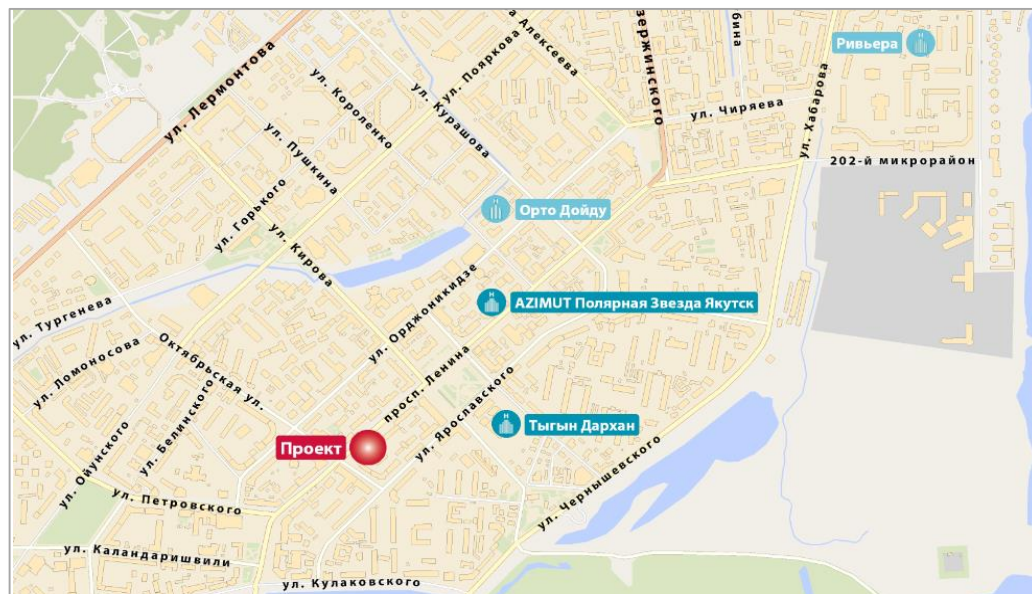 а Алексеева
зержинского
бина
Ривьера
H
ул. Лермонтова
ул. Короленко
ул. Пояркова
ул. Курашова
ул. Чиряева
ул. Хабарова
ул. Пушкина
202-й микрорайон
ул. Горького
H
Орто Дойду
ул. Кирова
ул. Тургенева
ул. Орджоникидзе
H
AZIMUT Полярная Звезда Якутск
ул. Ломоносова
Октябрьская ул.
просп. Ленина
ул. Ярославского
ул. Белинского
H
Тыгын Дархан
Проект
ул. Ойунского
ул. Чернышевского
ул. Петровского
ул. Каландаришвили
ул. Кулаковского